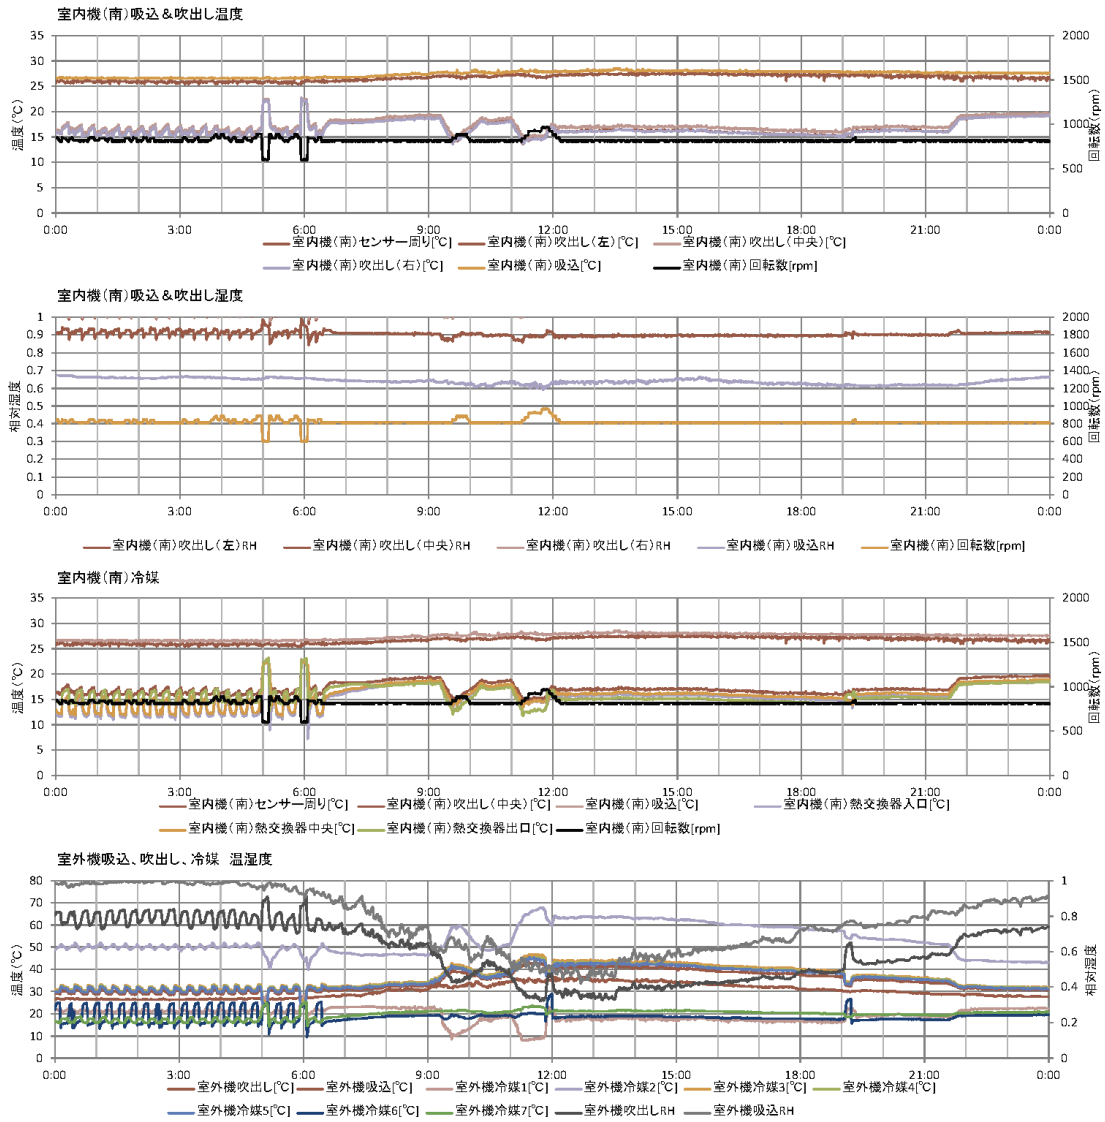 室内機（南）吸込＆吹出し温度
温度（℃）
35
30
25
20
15
10
5
0
2000
1500
1000
500
0
回転数（rpm）
0:00 3:00 6:00 9:00 12:00 15:00 18:00 21:00 0:00
室内機（南）センサー周り[℃] 室内機（南）吹出し（左）[℃] 室内機（南）吹出し（中央）[℃]
室内機（南）吹出し（右）[℃] 室内機（南）吸込[℃] 室内機（南）回転数[rpm]
室内機（南）吸込＆吹出し湿度
相対湿度
1
0.9
0.8
0.7
0.6
0.5
0.4
0.3
0.2
0.1
0
2000
1800
1600
1400
1200
1000
800
600
400
200
0
回転数（rpm）
0:00 3:00 6:00 9:00 12:00 15:00 18:00 21:00 0:00
室内機（南）吹出し（左）RH 室内機（南）吹出し（中央）RH 室内機（南）吹出し（右）RH 室内機（南）吸込RH 室内機（南）回転数[rpm]
室内機（南）冷媒
温度（℃）
35
30
25
20
15
10
5
0
2000
1500
1000
500
0
回転数（rpm）
0:00 3:00 6:00 9:00 12:00 15:00 18:00 21:00 0:00
室内機（南）センサー周り[℃] 室内機（南）吹出し（中央）[℃] 室内機（南）吸込[℃] 室内機（南）熱交換器入口[℃]
室内機（南）熱交換器中央[℃] 室内機（南）熱交換器出口[℃] 室内機（南）回転数[rpm]
室外機吸込、吹出し、冷媒　温湿度
温度（℃）
80
70
60
50
40
30
20
10
0
1
0.8
0.6
0.4
0.2
0
相対湿度
0:00 3:00 6:00 9:00 12:00 15:00 18:00 21:00 0:00
室外機吹出し[℃] 室外機吸込[℃] 室外機冷媒1[℃] 室外機冷媒2[℃] 室外機冷媒3[℃] 室外機冷媒4[℃]
室外機冷媒5[℃] 室外機冷媒6[℃] 室外機冷媒7[℃] 室外機吹出しRH 室外機吸込RH